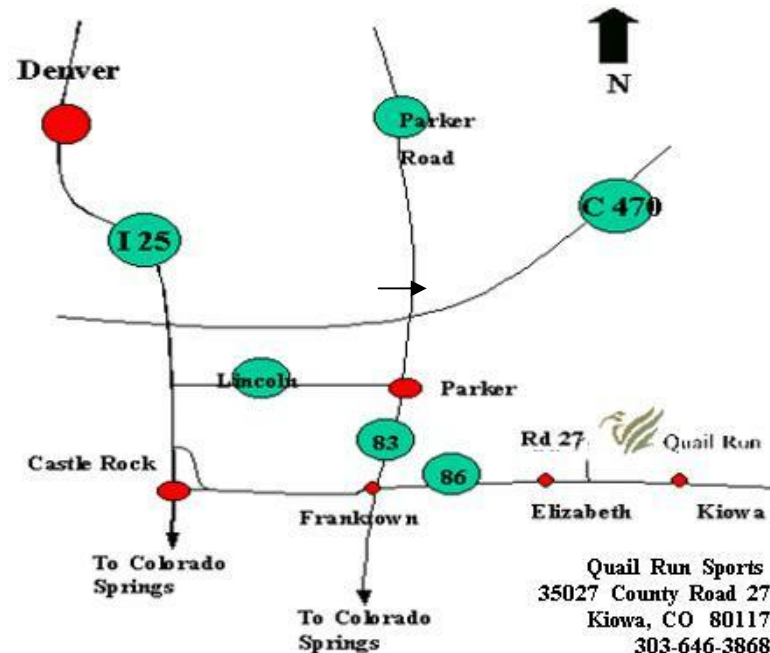 Denver
N
Parker
Road
C 470
I 25
Lincoln
Parker
83
Rd 27
Quail Run
Castle Rock
86
Franktown
Elizabeth
Kiowa
To Colorado
Springs
To Colorado
Springs
Quail Run Sports
35027 County Road 27
Kiowa, CO 80117
303-646-3868